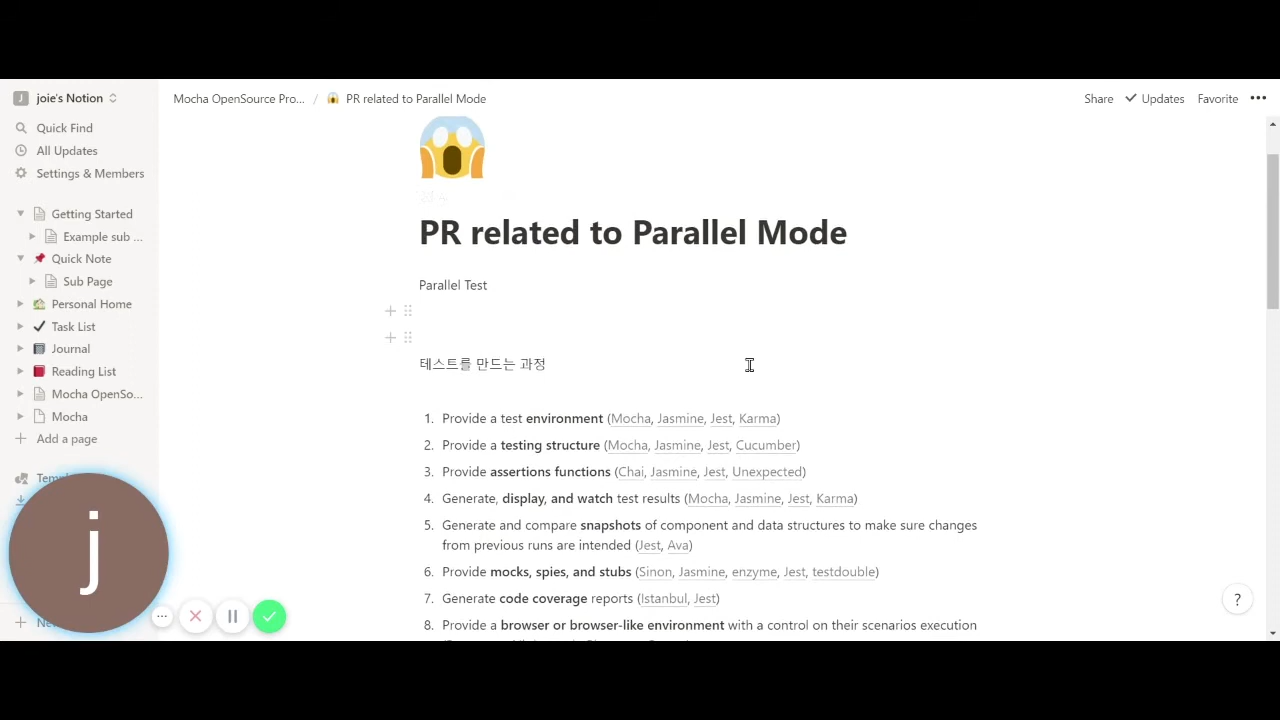 J joie's Notion
Mocha OpenSource Pro... / PR related to Parallel Mode
Share Updates Favorite
Quick Find
All Updates
Settings & Members
Getting Started
Example sub ...
Quick Note
Sub Page
Personal Home
Task List
Journal
Reading List
Mocha OpenSo...
Mocha
Add a page
j
PR related to Parallel Mode
Parallel Test
테스트를 만드는 과정
1. Provide a test environment (Mocha, Jasmine, Jest, Karma)
2. Provide a testing structure (Mocha, Jasmine, Jest, Cucumber)
3. Provide assertions functions (Chai, Jasmine, Jest, Unexpected)
4. Generate, display, and watch test results (Mocha, Jasmine, Jest, Karma)
5. Generate and compare snapshots of component and data structures to make sure changes
from previous runs are intended (Jest, Ava)
6. Provide mocks, spies, and stubs (Sinon, Jasmine, enzyme, Jest, testdouble)
7. Generate code coverage reports (Istanbul, Jest)
8. Provide a browser or browser-like environment with a control on their scenarios execution
?